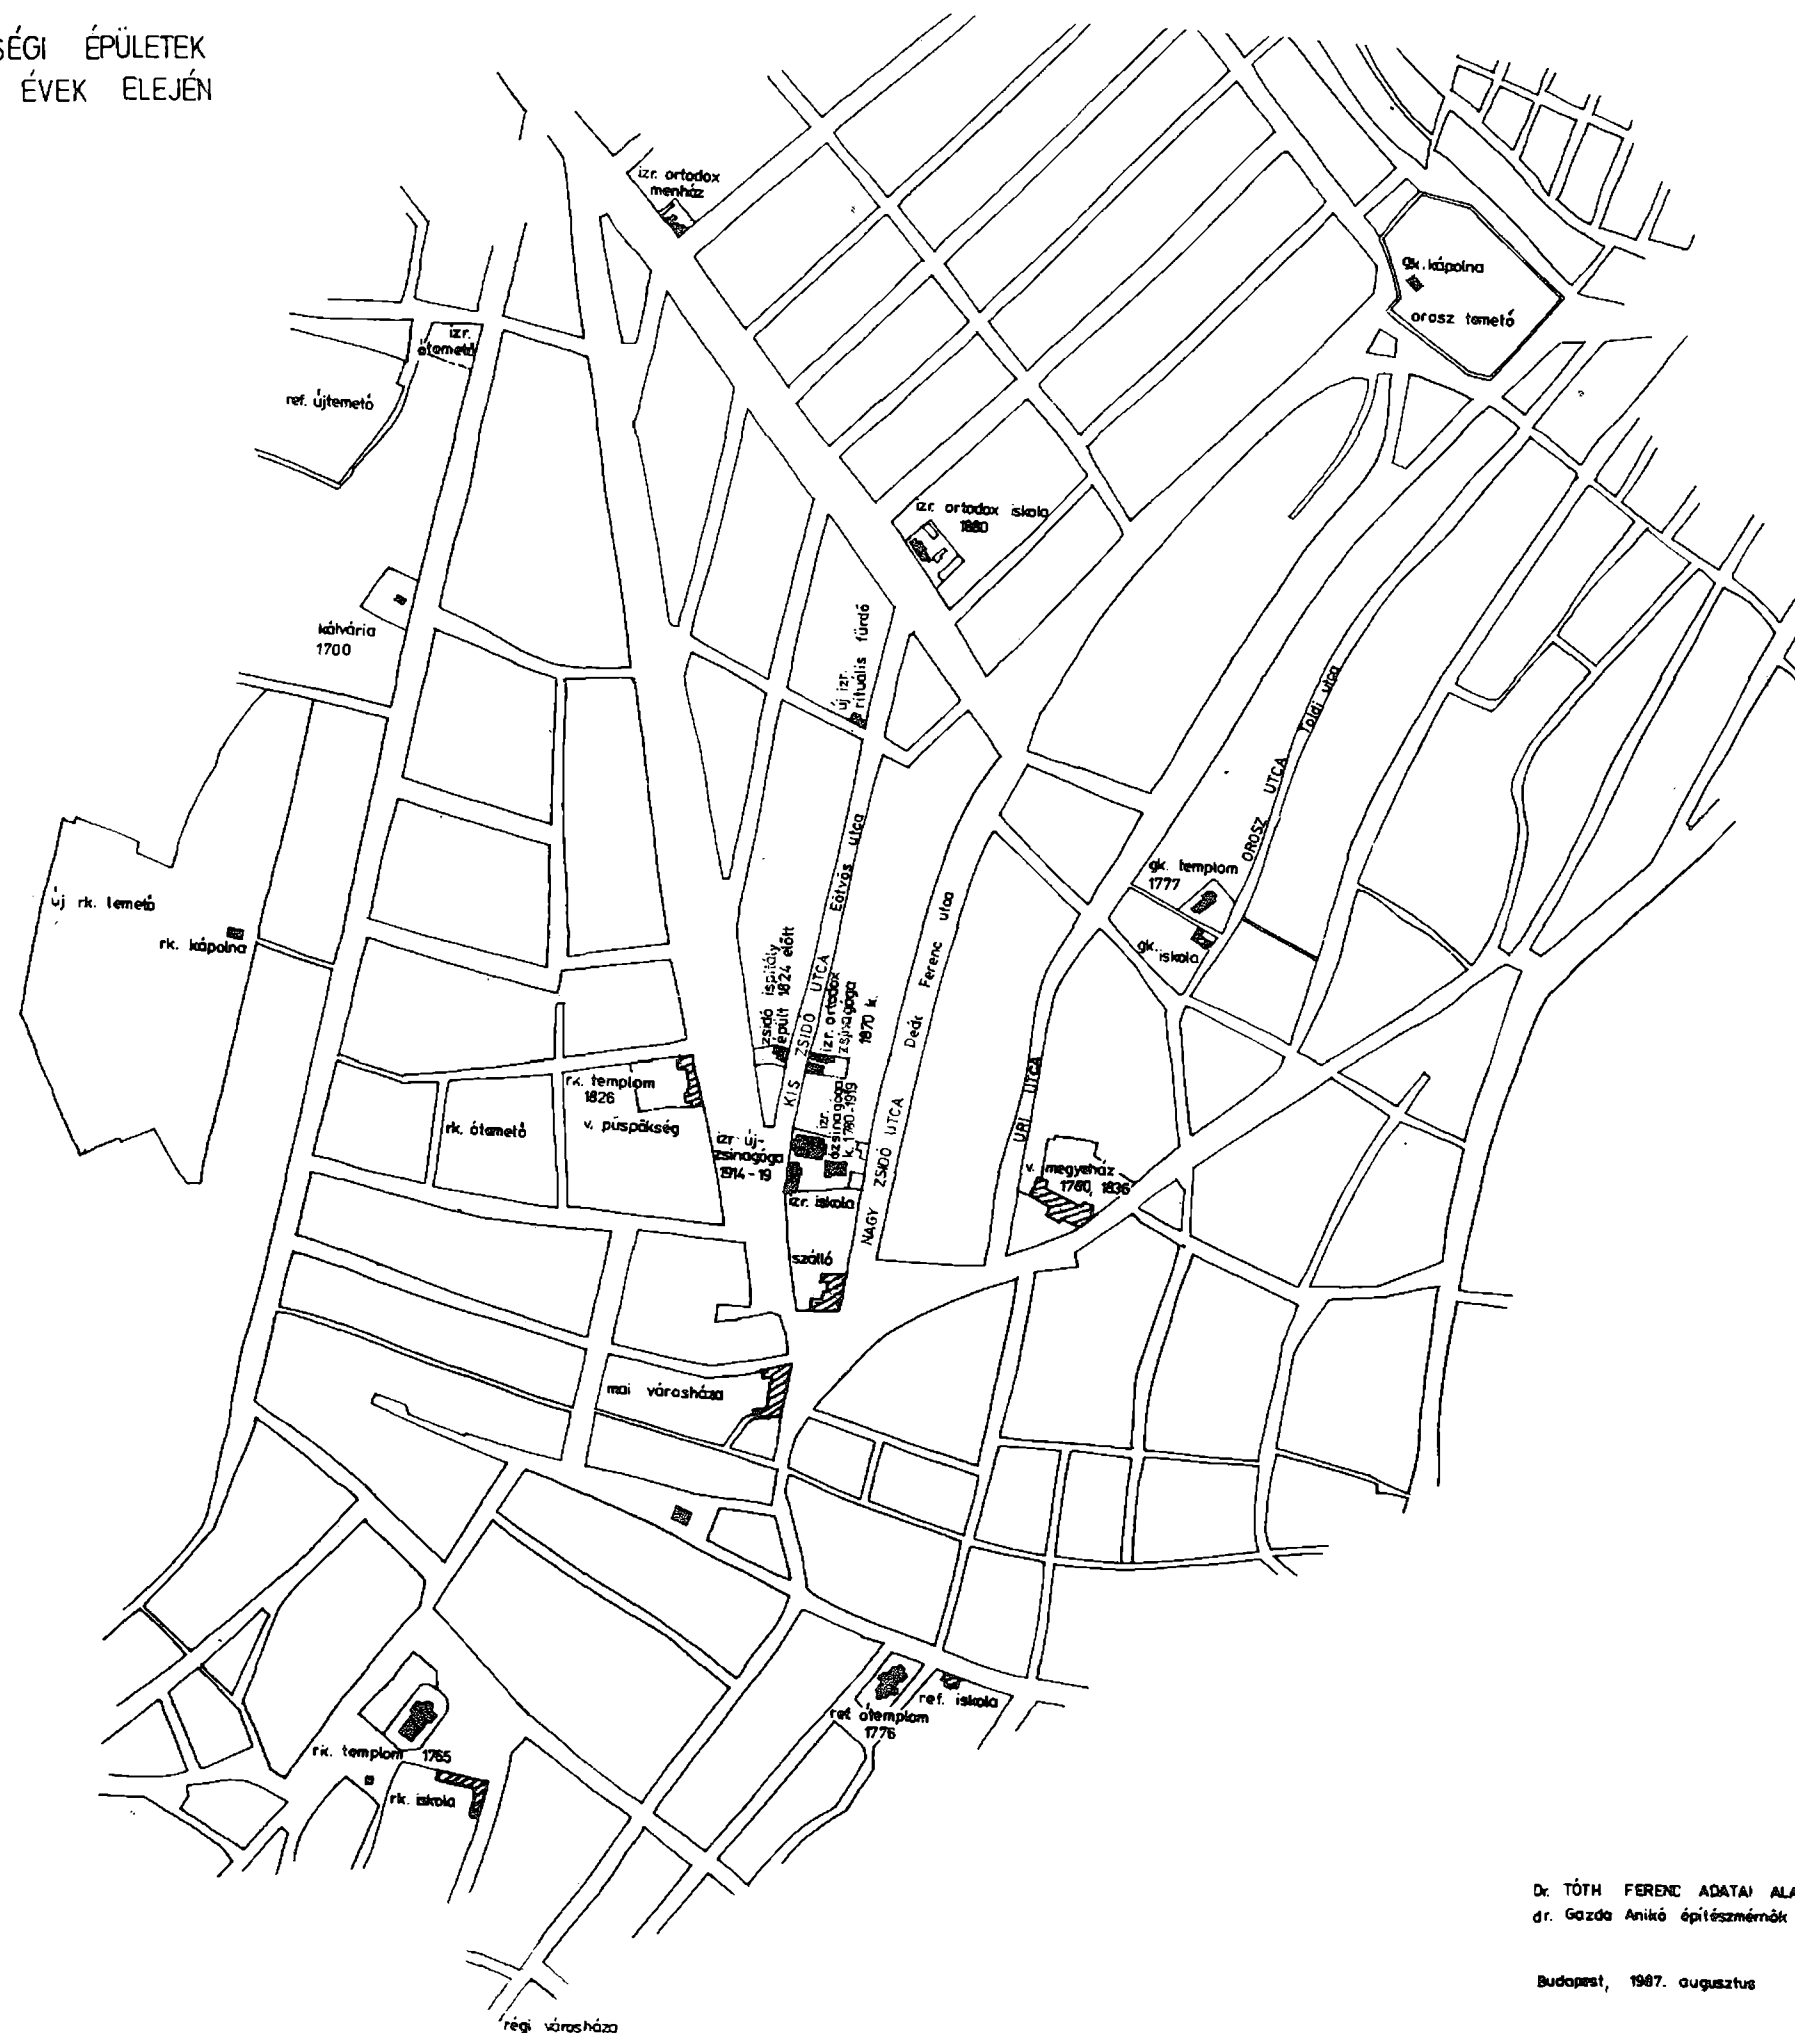 SÉGI ÉPÜLETEK
ÉVEK ELEJÉN
izr. ortodox
menház
gk. kápolna
orosz temető
izr.
ótemető
ref. újtemető
izr. ortodox iskola
1880
kálvária
1700
új izr.
rituális fürdő
Toldi utca
OROSZ UTCA
Eötvös utca
KIS ZSIDÓ UTCA
Deák Ferenc utca
NAGY ZSIDÓ UTCA
gk. templom
1777
gk. iskola
új rk. temető
rk. kápolna
zsidó ispitály
épült 1824 előtt
izr. ortodox
zsinagóga
1870 k.
rk. templom
1826
v. püspökség
rk. ótemető
izr. új-
zsinagóga
1914-19
izr.
ózsinagóga
k. 1780-1919
izr. iskola
URI UTCA
v. megyeház
1760, 1836
szálló
mai városháza
ref. ótemplom
1776
ref. iskola
rk. templom 1765
rk. iskola
Dr. TÓTH FERENC ADATAI ALA
dr. Gazda Anikó építészmérnök
Budapest, 1987. augusztus
régi városháza